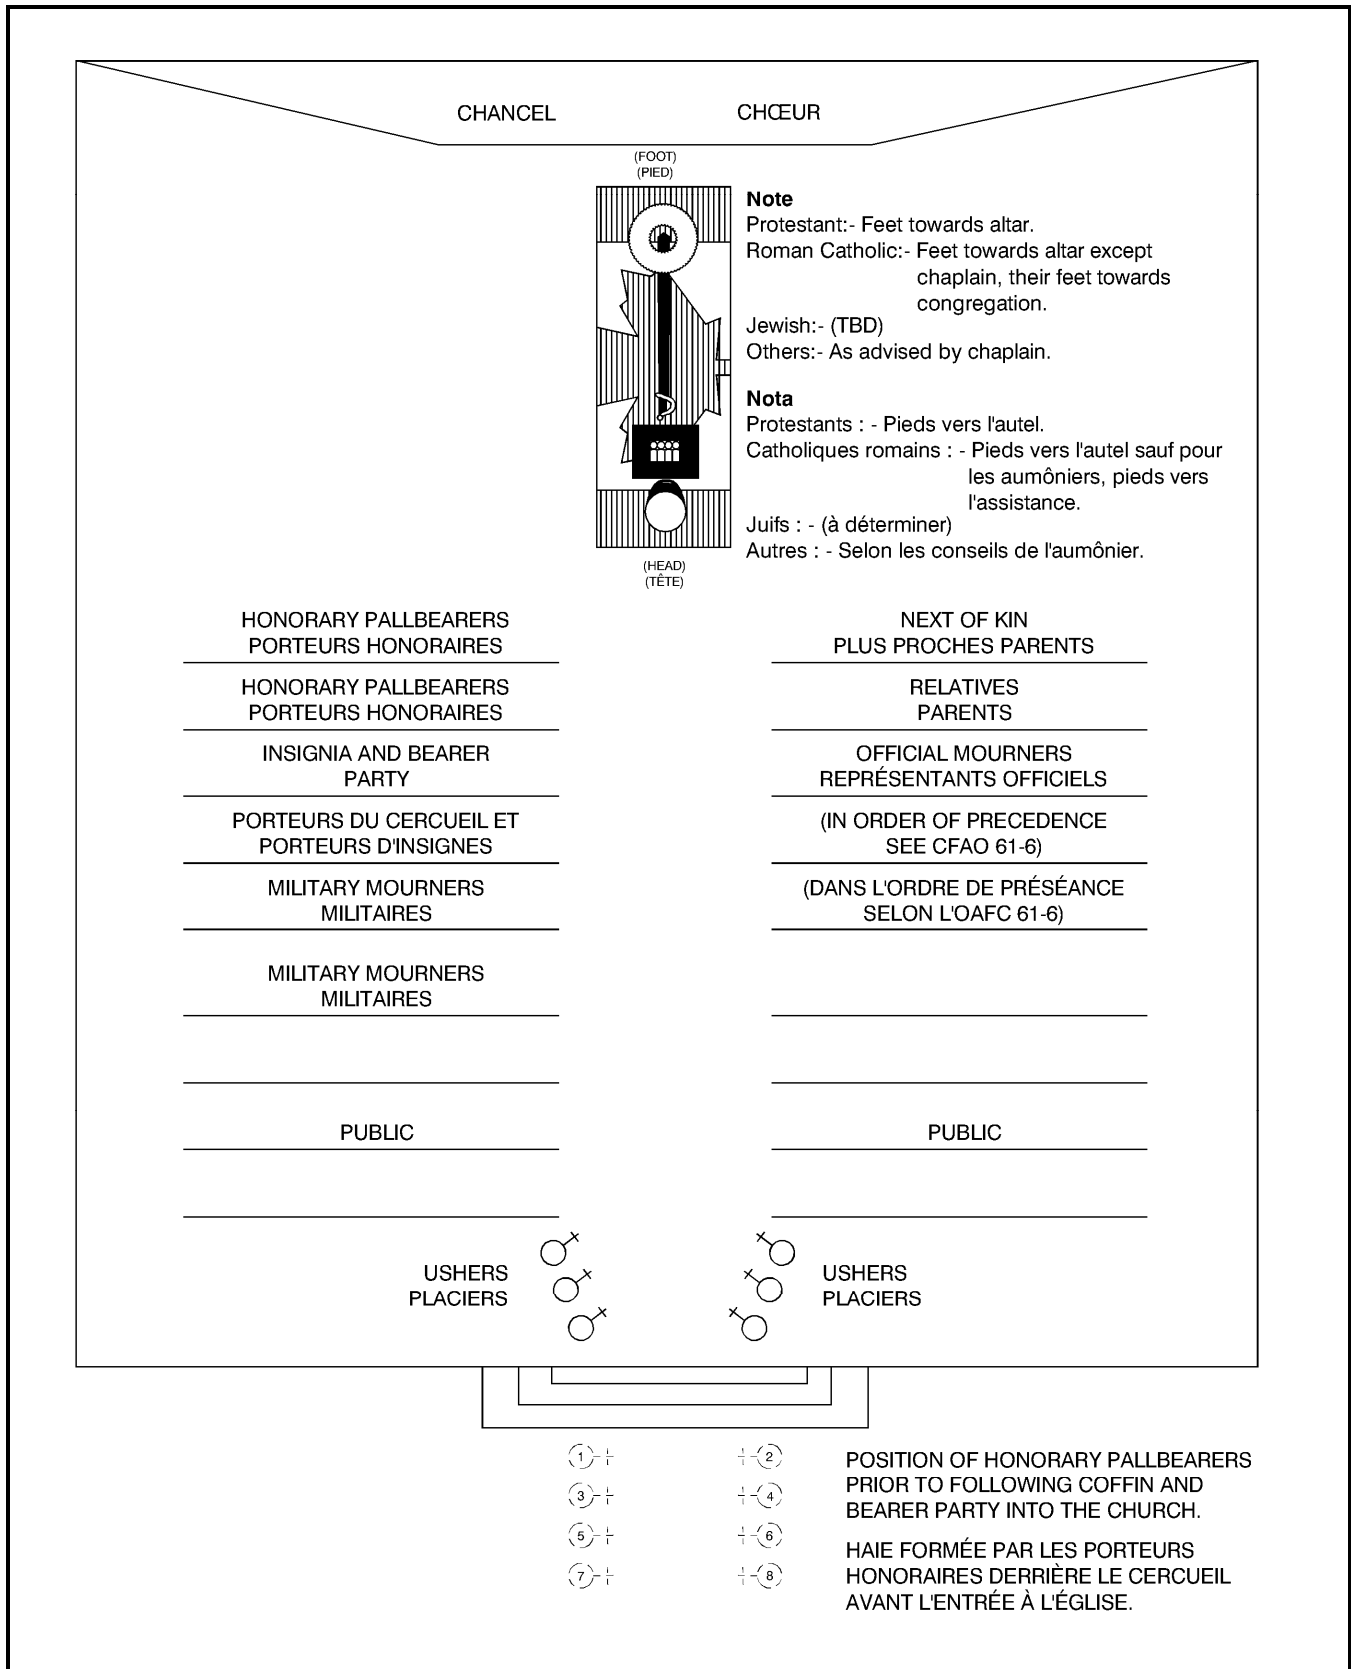 CHANCEL CHŒUR
(FOOT)
(PIED)
Note
Protestant:- Feet towards altar.
Roman Catholic:- Feet towards altar except
chaplain, their feet towards
congregation.
Jewish:- (TBD)
Others:- As advised by chaplain.
Nota
Protestants : - Pieds vers l'autel.
Catholiques romains : - Pieds vers l'autel sauf pour
les aumôniers, pieds vers
l'assistance.
Juifs : - (à déterminer)
Autres : - Selon les conseils de l'aumônier.
(HEAD)
(TÊTE)
HONORARY PALLBEARERS
PORTEURS HONORAIRES
HONORARY PALLBEARERS
PORTEURS HONORAIRES
INSIGNIA AND BEARER
PARTY
PORTEURS DU CERCUEIL ET
PORTEURS D'INSIGNES
MILITARY MOURNERS
MILITAIRES
MILITARY MOURNERS
MILITAIRES
PUBLIC
NEXT OF KIN
PLUS PROCHES PARENTS
RELATIVES
PARENTS
OFFICIAL MOURNERS
REPRÉSENTANTS OFFICIELS
(IN ORDER OF PRECEDENCE
SEE CFAO 61-6)
(DANS L'ORDRE DE PRÉSÉANCE
SELON L'OAFC 61-6)
PUBLIC
USHERS
PLACIERS
USHERS
PLACIERS
1 2
3 4
5 6
7 8
POSITION OF HONORARY PALLBEARERS
PRIOR TO FOLLOWING COFFIN AND
BEARER PARTY INTO THE CHURCH.
HAIE FORMÉE PAR LES PORTEURS
HONORAIRES DERRIÈRE LE CERCUEIL
AVANT L'ENTRÉE À L'ÉGLISE.